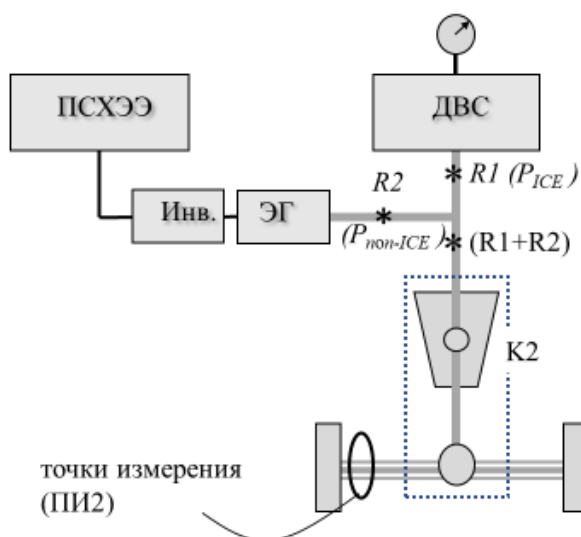 ПСХЭЭ
ДВС
R2
R1 (P_ICE)
Инв.
ЭГ
(P_non-ICE)
(R1+R2)
K2
точки измерения
(ПИ2)